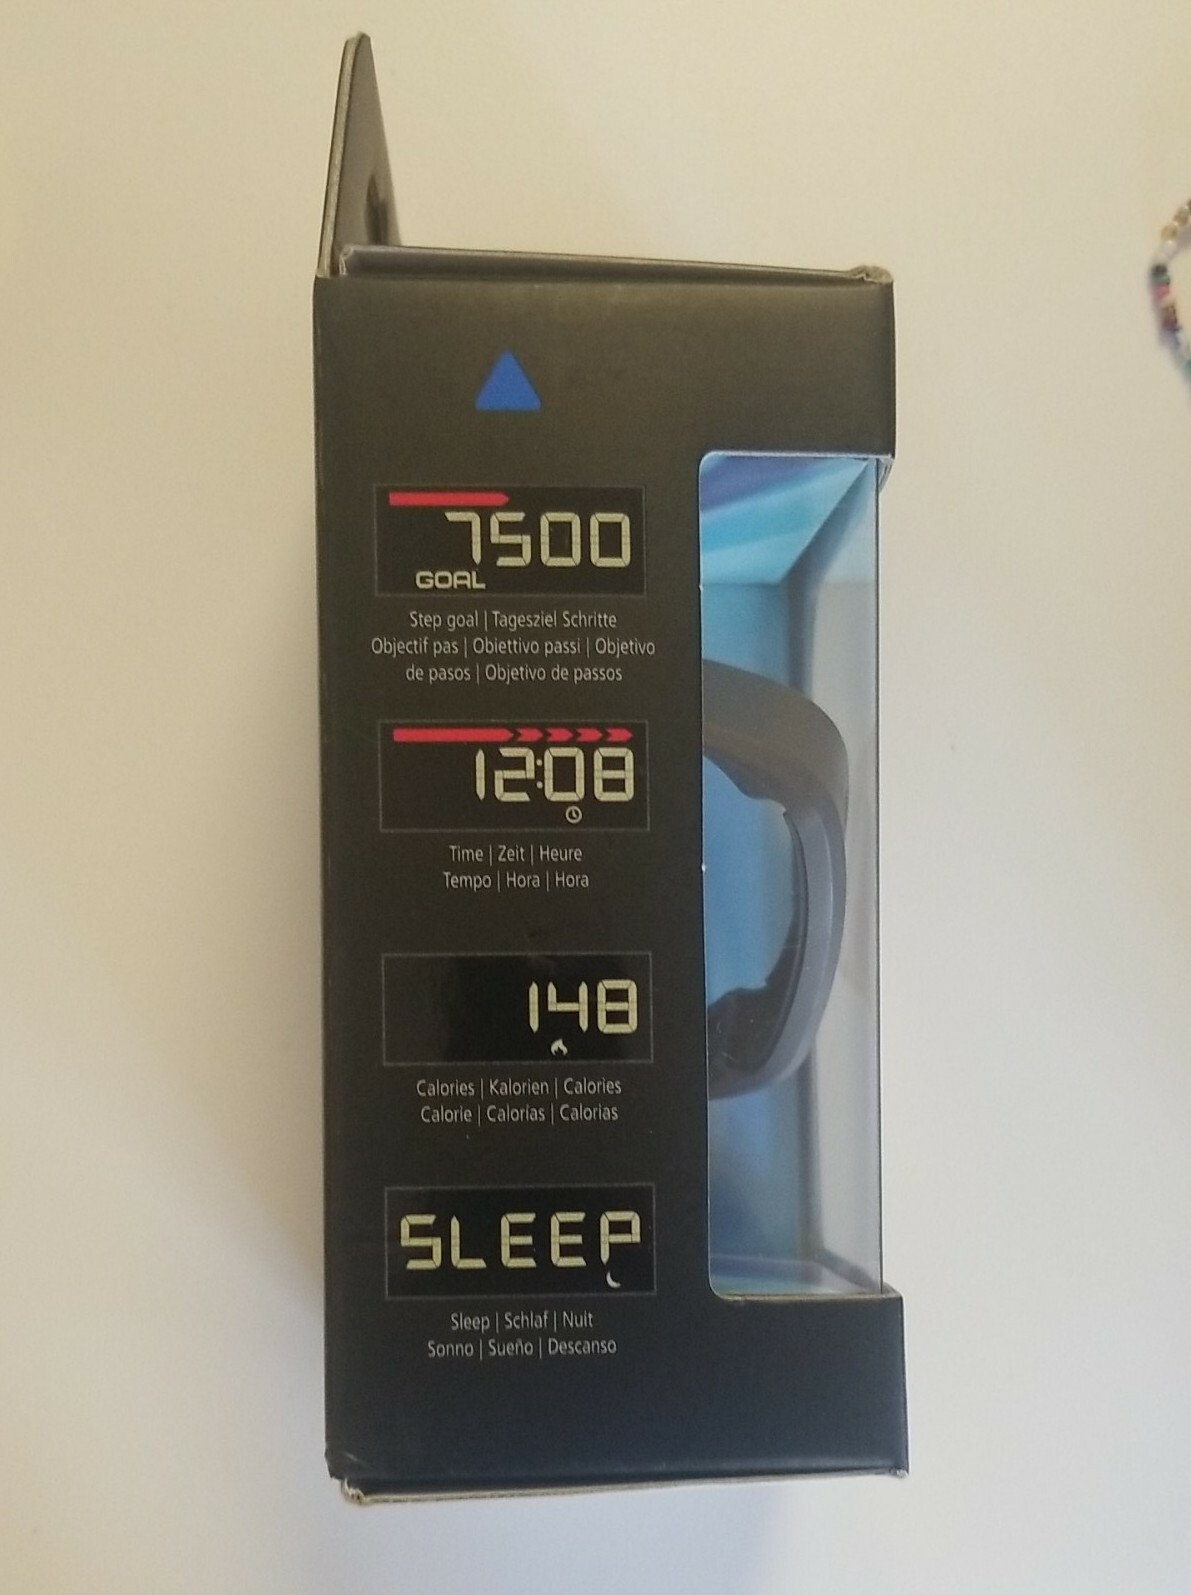 7500
GOAL
Step goal | Tagesziel Schritte
Objectif pas | Obiettivo passi | Objetivo
de pasos | Objetivo de passos
12:08
Time | Zeit | Heure
Tempo | Hora | Hora
148
Calories | Kalorien | Calories
Calorie | Calorías | Calorias
SLEEP
Sleep | Schlaf | Nuit
Sonno | Sueño | Descanso